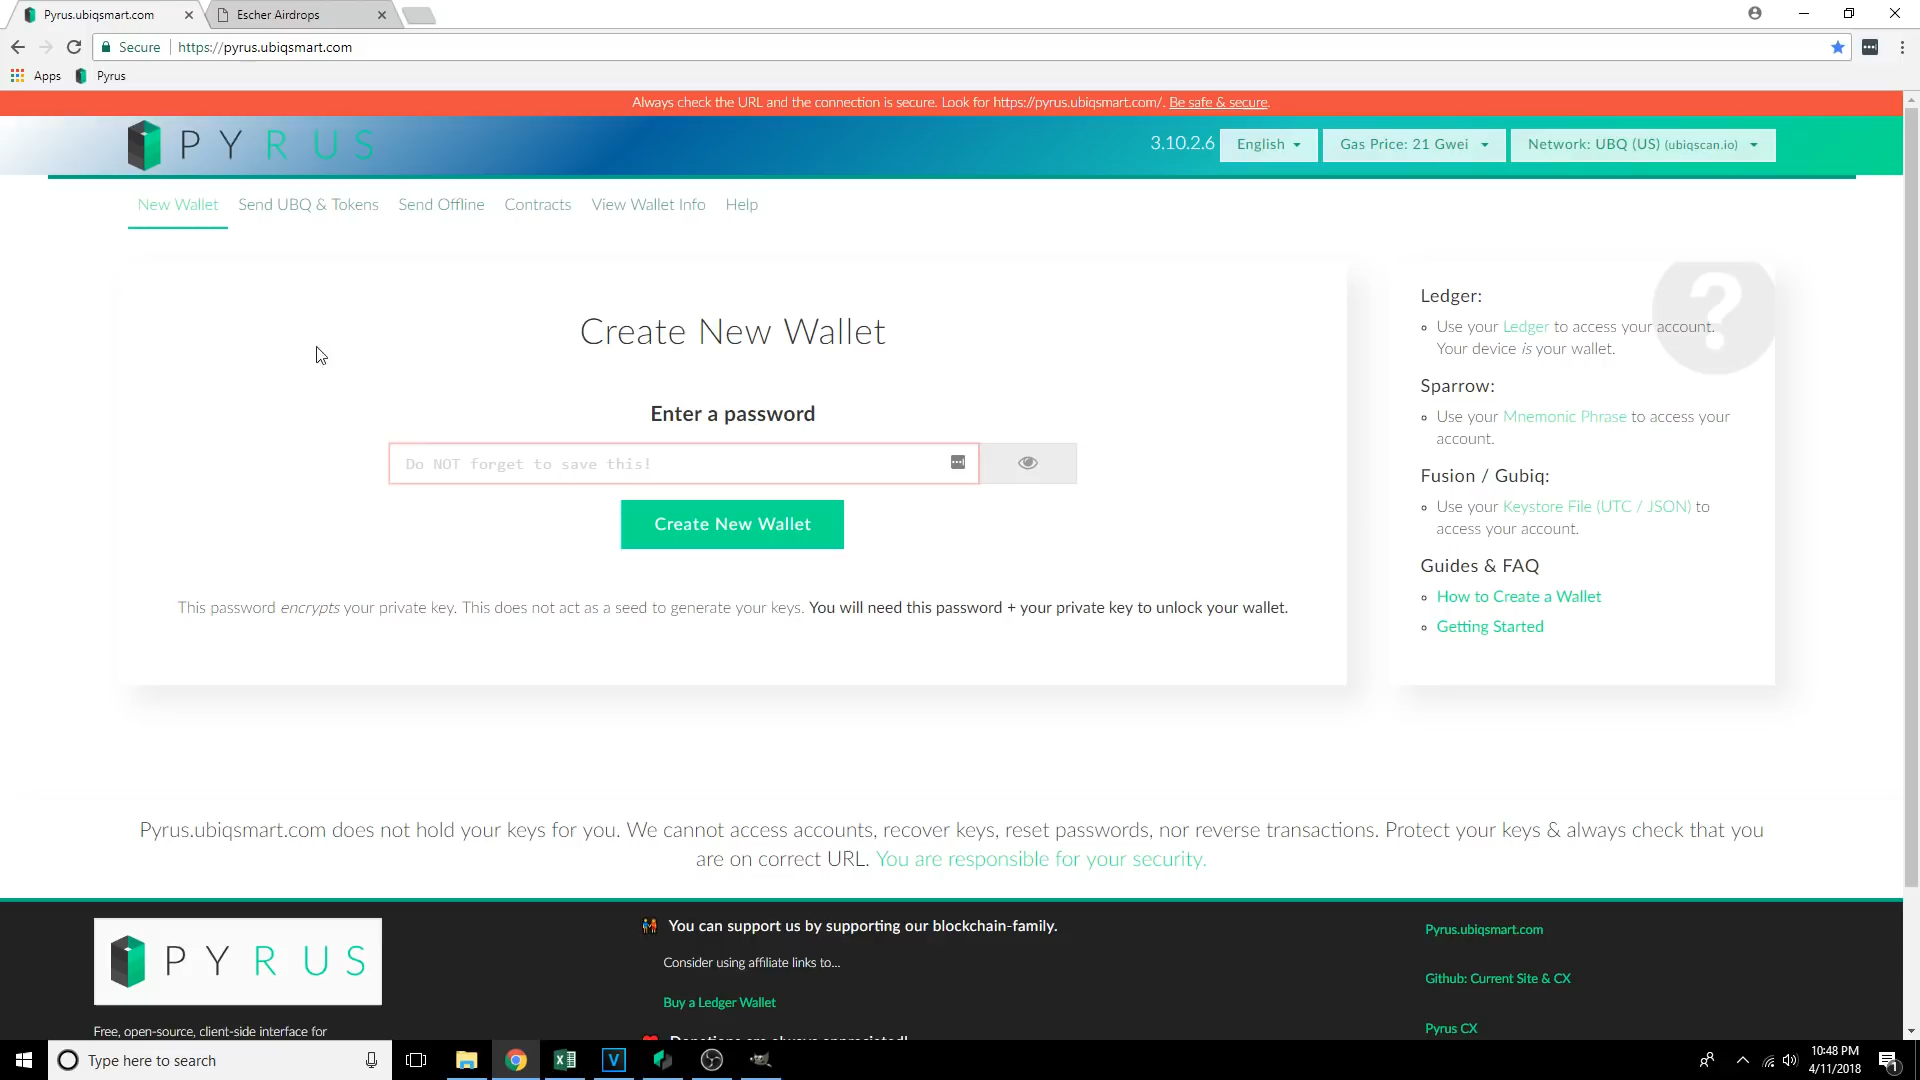 Pyrus.ubiqsmart.com
Escher Airdrops
Secure
https://pyrus.ubiqsmart.com
Apps
Pyrus
Always check the URL and the connection is secure. Look for https://pyrus.ubiqsmart.com/. Be safe & secure.
PYRUS
3.10.2.6
English
Gas Price: 21 Gwei
Network: UBQ (US) (ubiqscan.io)
New Wallet
Send UBQ & Tokens
Send Offline
Contracts
View Wallet Info
Help
Create New Wallet
Enter a password
Do NOT forget to save this!
Create New Wallet
This password encrypts your private key. This does not act as a seed to generate your keys. You will need this password + your private key to unlock your wallet.
?
Ledger:
Use your Ledger to access your account.
Your device is your wallet.
Sparrow:
Use your Mnemonic Phrase to access your
account.
Fusion / Gubiq:
Use your Keystore File (UTC / JSON) to
access your account.
Guides & FAQ
How to Create a Wallet
Getting Started
Pyrus.ubiqsmart.com does not hold your keys for you. We cannot access accounts, recover keys, reset passwords, nor reverse transactions. Protect your keys & always check that you
are on correct URL. You are responsible for your security.
PYRUS
Free, open-source, client-side interface for
You can support us by supporting our blockchain-family.
Consider using affiliate links to...
Buy a Ledger Wallet
Donations are always appreciated!
Pyrus.ubiqsmart.com
Github: Current Site & CX
Pyrus CX
Type here to search
10:48 PM
4/11/2018
1